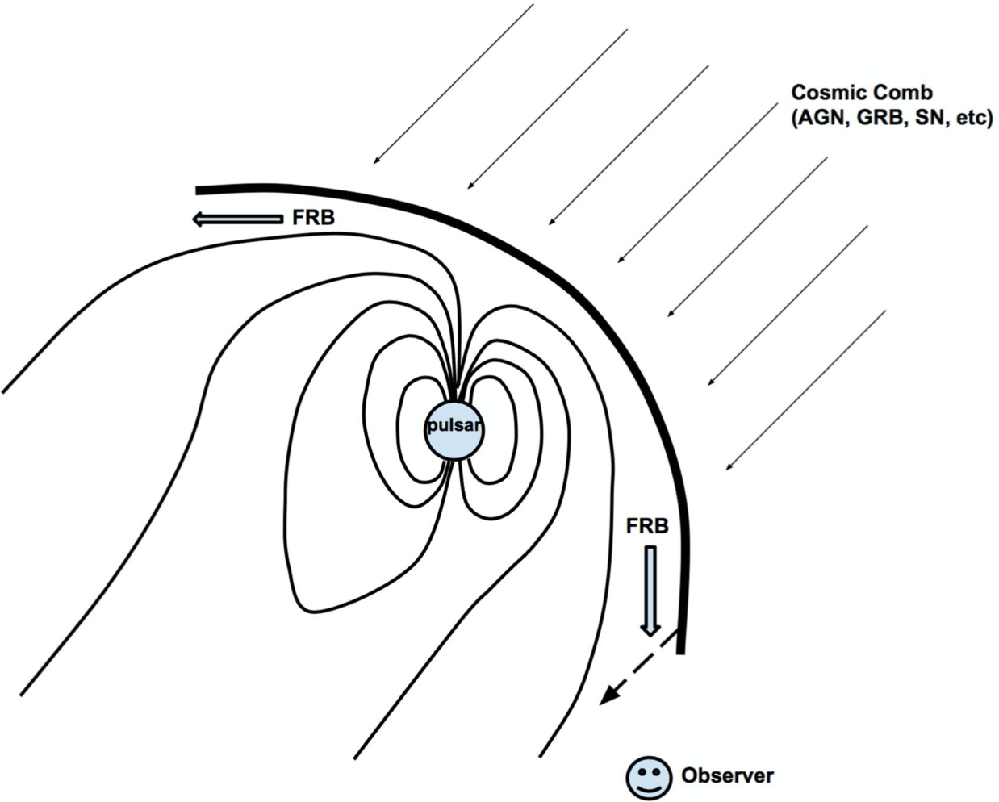 Cosmic Comb
(AGN, GRB, SN, etc)
FRB
pulsar
FRB
Observer